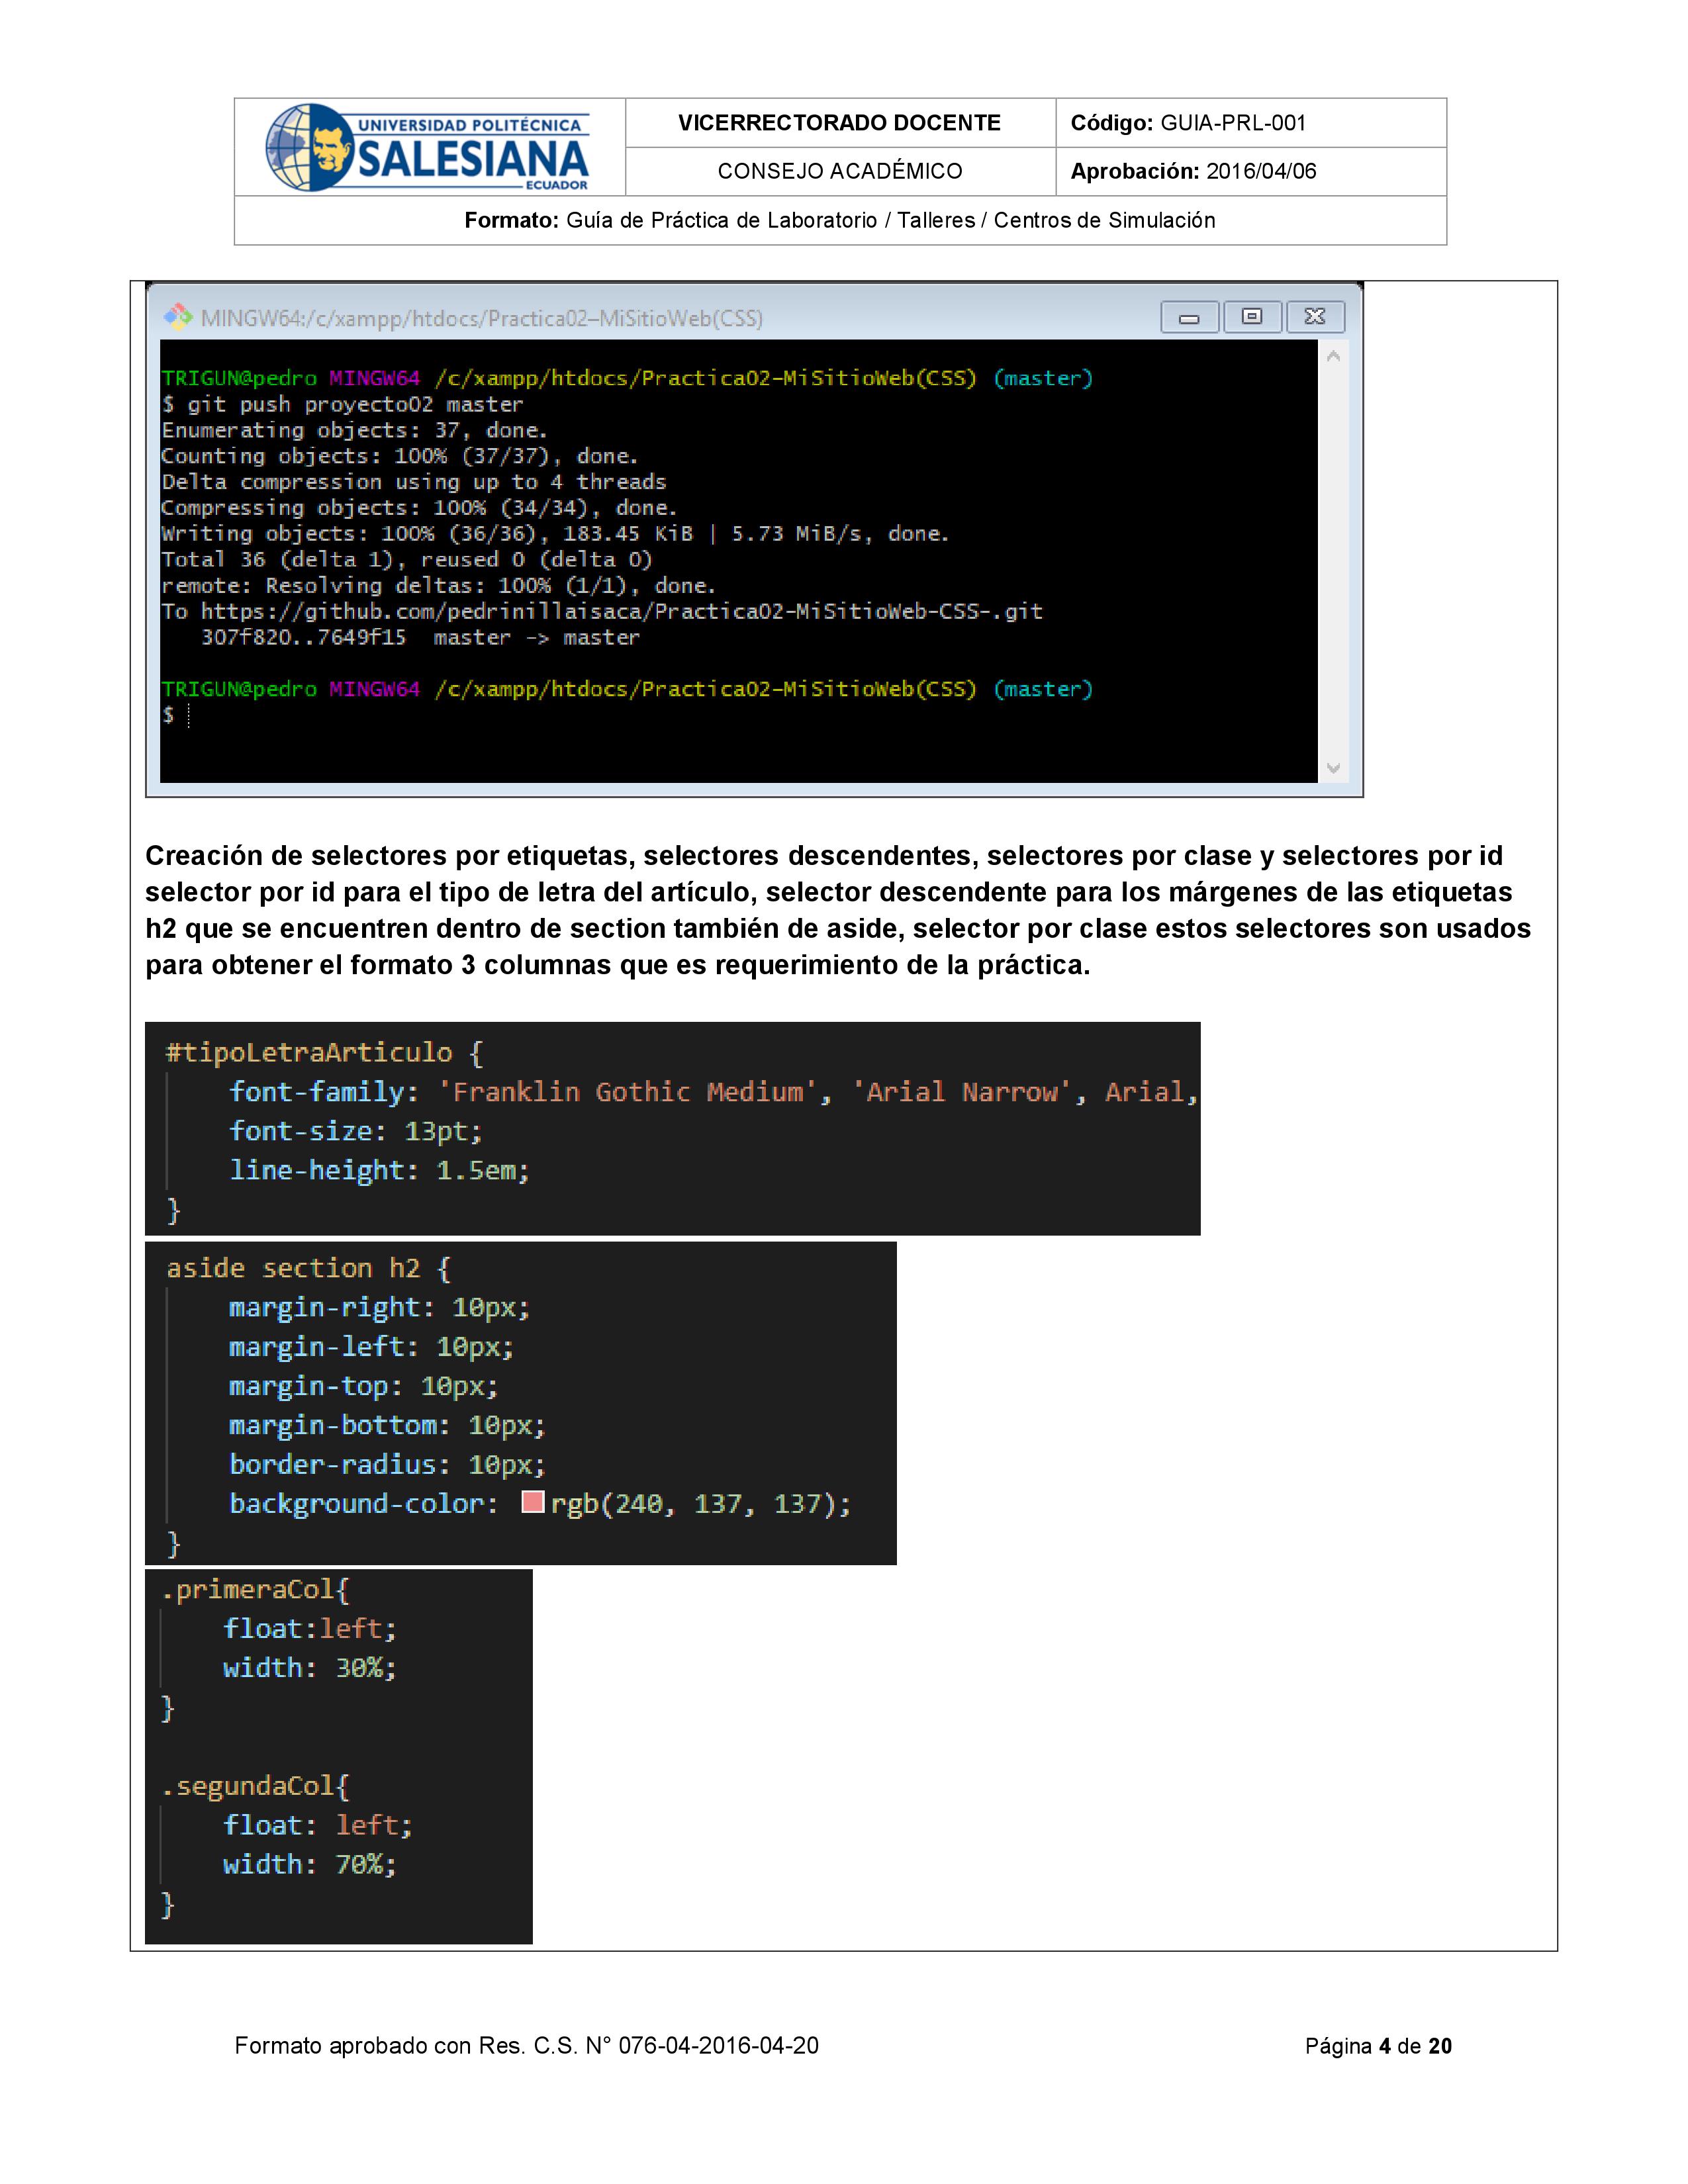 UNIVERSIDAD POLITÉCNICA
SALESIANA
ECUADOR
VICERRECTORADO DOCENTE
Código: GUIA-PRL-001
CONSEJO ACADÉMICO
Aprobación: 2016/04/06
Formato: Guía de Práctica de Laboratorio / Talleres / Centros de Simulación
MINGW64:/c/xampp/htdocs/Practica02–MiSitioWeb(CSS)
TRIGUN@pedro MINGW64 /c/xampp/htdocs/Practica02–MiSitioWeb(CSS) (master)
$ git push proyecto02 master
Enumerating objects: 37, done.
Counting objects: 100% (37/37), done.
Delta compression using up to 4 threads
Compressing objects: 100% (34/34), done.
Writing objects: 100% (36/36), 183.45 KiB | 5.73 MiB/s, done.
Total 36 (delta 1), reused 0 (delta 0)
remote: Resolving deltas: 100% (1/1), done.
To https://github.com/pedrinillaisaca/Practica02-MiSitioWeb-CSS-.git
   307f820..7649f15  master -> master
TRIGUN@pedro MINGW64 /c/xampp/htdocs/Practica02–MiSitioWeb(CSS) (master)
$
Creación de selectores por etiquetas, selectores descendentes, selectores por clase y selectores por id
selector por id para el tipo de letra del artículo, selector descendente para los márgenes de las etiquetas
h2 que se encuentren dentro de section también de aside, selector por clase estos selectores son usados
para obtener el formato 3 columnas que es requerimiento de la práctica.
#tipoLetraArticulo {
    font-family: 'Franklin Gothic Medium', 'Arial Narrow', Arial,
    font-size: 13pt;
    line-height: 1.5em;
}
aside section h2 {
    margin-right: 10px;
    margin-left: 10px;
    margin-top: 10px;
    margin-bottom: 10px;
    border-radius: 10px;
    background-color: rgb(240, 137, 137);
}
.primeraCol{
    float:left;
    width: 30%;
}
.segundaCol{
    float: left;
    width: 70%;
}
Formato aprobado con Res. C.S. N° 076-04-2016-04-20
Página 4 de 20